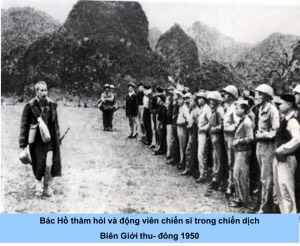 Bác Hồ thăm hỏi và động viên chiến sĩ trong chiến dịch
Biên Giới thu- đông 1950